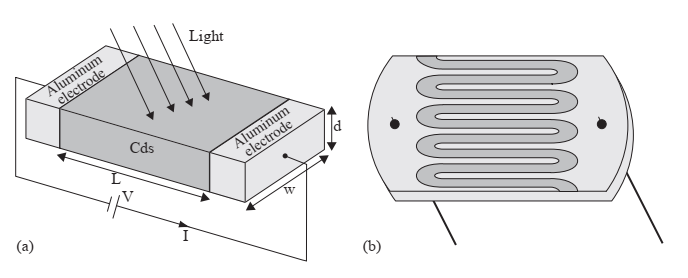 Light
Aluminum
electrode
Aluminum
electrode
d
Cds
L
w
V
I
(a)
(b)